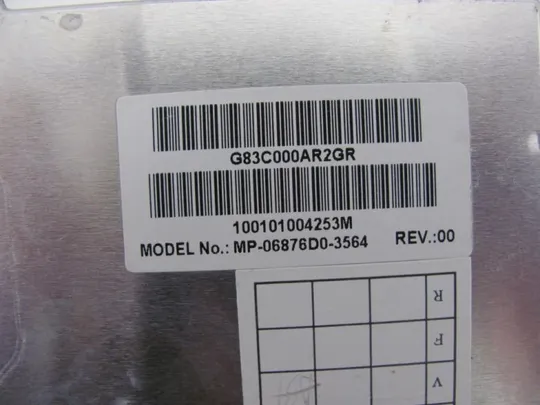 G83C000AR2GR
100101004253M
MODEL No.: MP-06876D0-3564 REV.:00
R
F
V